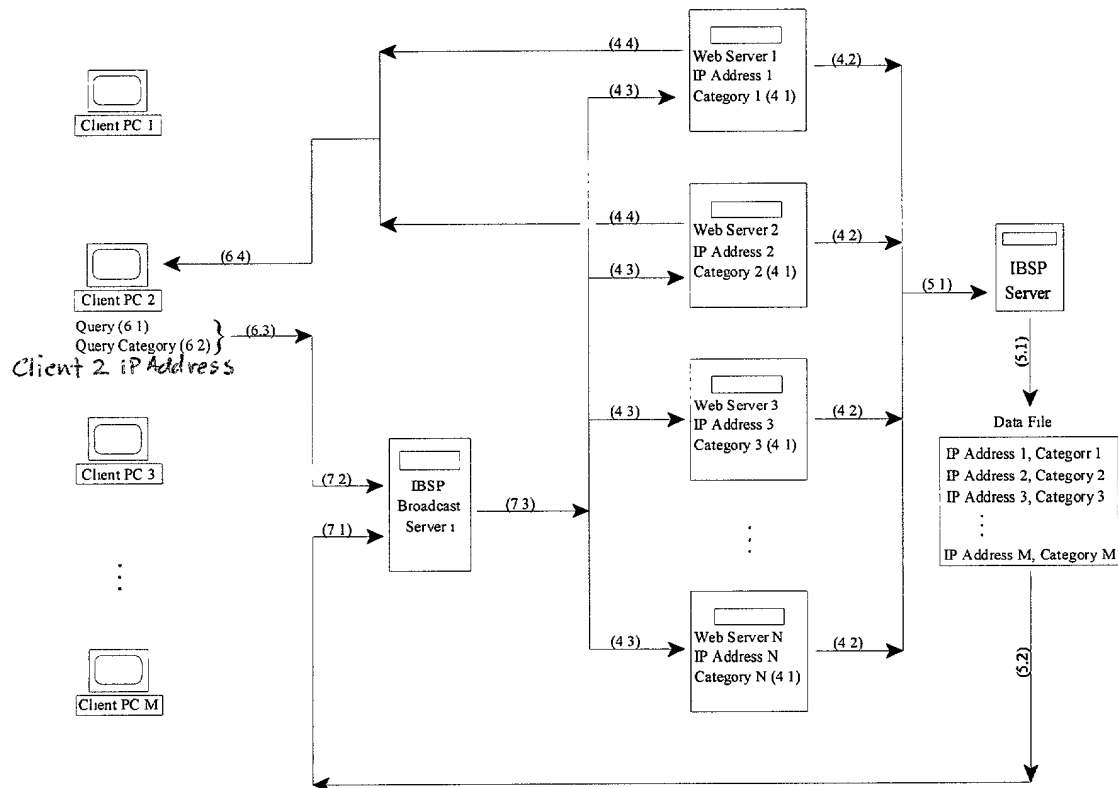 Client PC 1
Client PC 2
Query (6 1)
Query Category (6 2)
Client 2 iP Address
Client PC 3
Client PC M
(6 4)
(6.3)
(7 2)
(7 1)
IBSP
Broadcast
Server 1
(7 3)
(4 4)
(4 3)
Web Server 1
IP Address 1
Category 1 (4 1)
(4.2)
(4 4)
(4 3)
Web Server 2
IP Address 2
Category 2 (4 1)
(4 2)
(4 3)
Web Server 3
IP Address 3
Category 3 (4 1)
(4 2)
(4 3)
Web Server N
IP Address N
Category N (4 1)
(4 2)
(5 1)
IBSP
Server
(5.1)
Data File
IP Address 1, Categorr 1
IP Address 2, Category 2
IP Address 3, Category 3
IP Address M, Category M
(5.2)